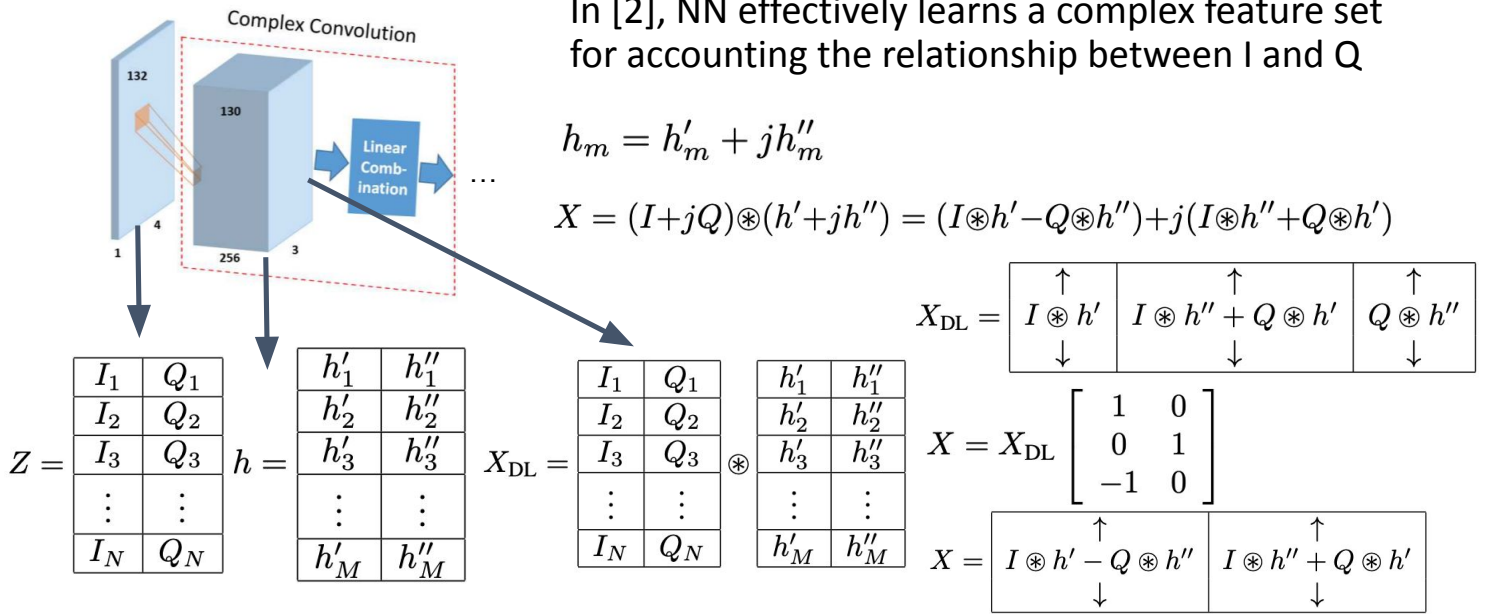 In [2], NN effectively learns a complex feature set
for accounting the relationship between I and Q
Complex Convolution
132
130
4
1
256
3
Linear
Comb-
ination
...
h_m = h'_m + jh''_m
X = (I+jQ)⊛(h'+jh'') = (I⊛h'−Q⊛h'')+j(I⊛h''+Q⊛h')
X_DL = ↑ ↑ ↑
I ⊛ h' I ⊛ h'' + Q ⊛ h' Q ⊛ h''
↓ ↓ ↓
Z =
I_1 Q_1
I_2 Q_2
I_3 Q_3
⋮ ⋮
I_N Q_N
h =
h'_1 h''_1
h'_2 h''_2
h'_3 h''_3
⋮ ⋮
h'_M h''_M
X_DL =
I_1 Q_1
I_2 Q_2
I_3 Q_3
⋮ ⋮
I_N Q_N
⊛
h'_1 h''_1
h'_2 h''_2
h'_3 h''_3
⋮ ⋮
h'_M h''_M
X = X_DL
[ 1 0
0 1
−1 0 ]
X = ↑ ↑
I ⊛ h' − Q ⊛ h'' I ⊛ h'' + Q ⊛ h'
↓ ↓